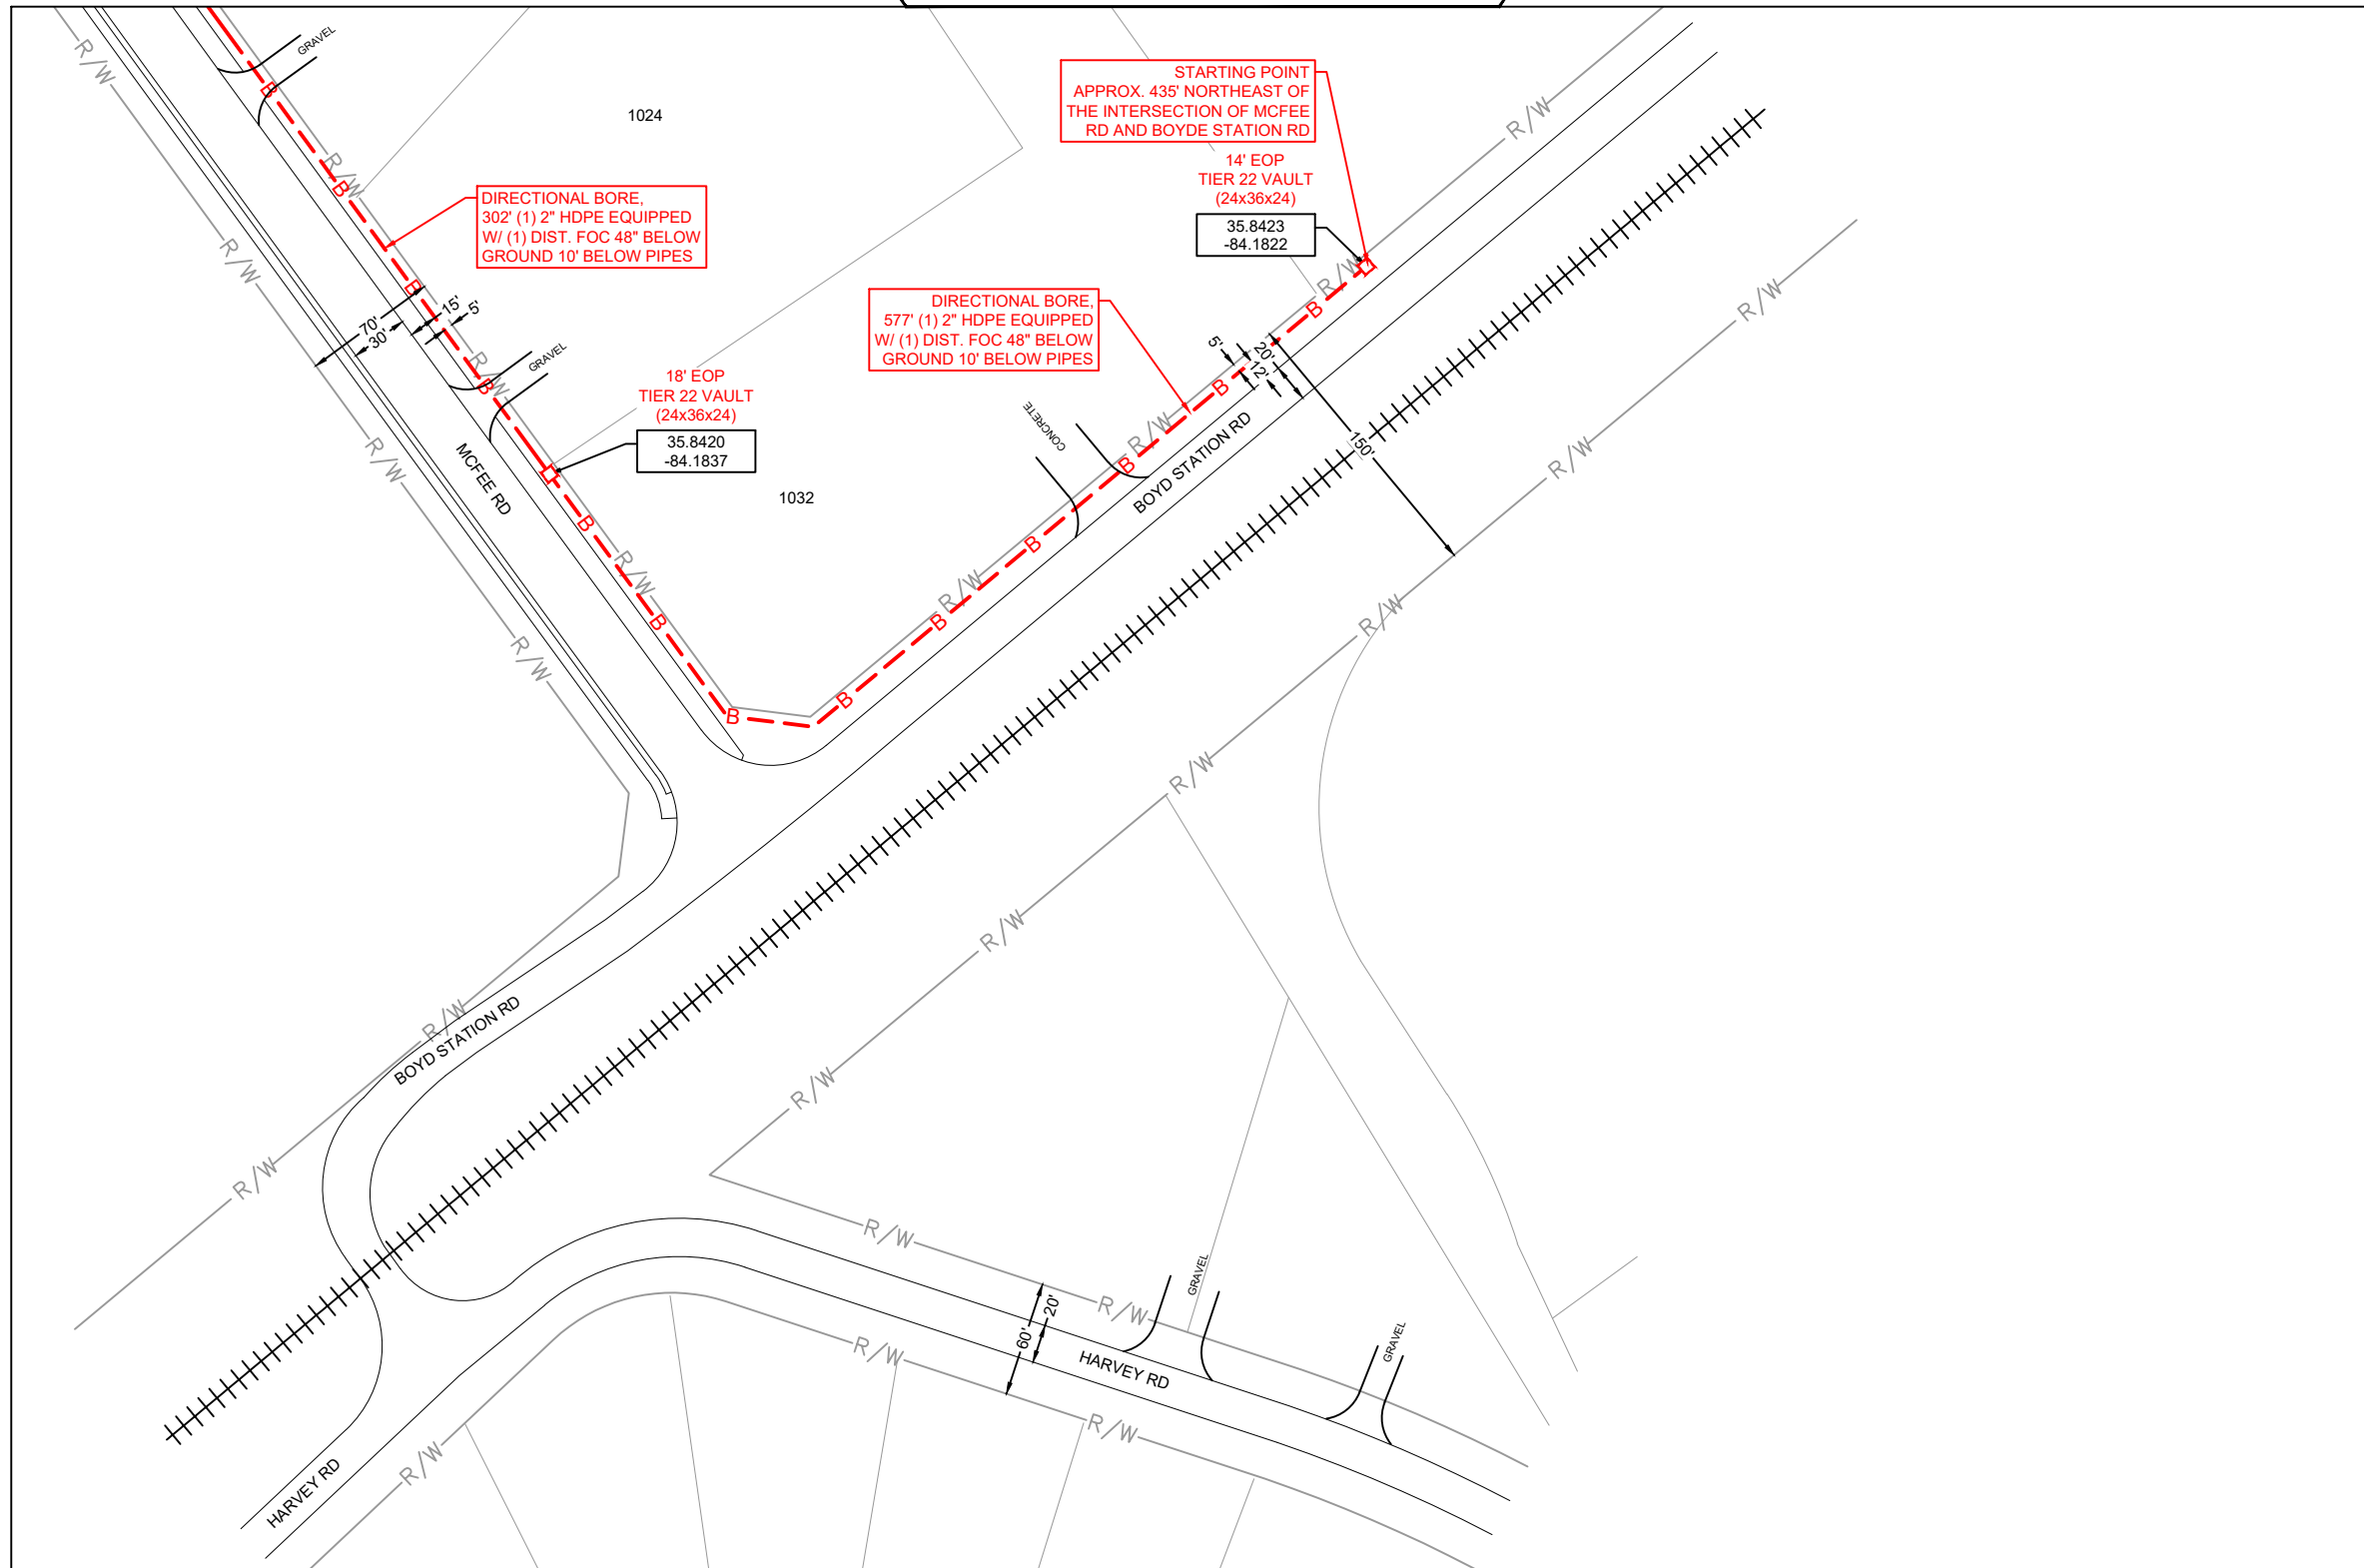 GRAVEL
R/W
R/W
1024
STARTING POINT
APPROX. 435' NORTHEAST OF
THE INTERSECTION OF MCFEE
RD AND BOYDE STATION RD
R/W
B
14' EOP
TIER 22 VAULT
(24x36x24)
35.8423
-84.1822
R/W
B
DIRECTIONAL BORE,
302' (1) 2" HDPE EQUIPPED
W/ (1) DIST. FOC 48" BELOW
GROUND 10' BELOW PIPES
R/W
R/W
R/W
B
B
DIRECTIONAL BORE,
577' (1) 2" HDPE EQUIPPED
W/ (1) DIST. FOC 48" BELOW
GROUND 10' BELOW PIPES
70'
30'
15'
5'
5'
20'
12'
GRAVEL
R/W
B
B
18' EOP
TIER 22 VAULT
(24x36x24)
35.8420
-84.1837
CONCRETE
R/W
B
BOYD STATION RD
150'
R/W
R/W
MCFEE RD
1032
B
B
R/W
R/W
R/W
R/W
B
B
B
B
R/W
R/W
R/W
BOYD STATION RD
R/W
R/W
R/W
R/W
GRAVEL
20'
60'
R/W
R/W
GRAVEL
HARVEY RD
R/W
R/W
HARVEY RD